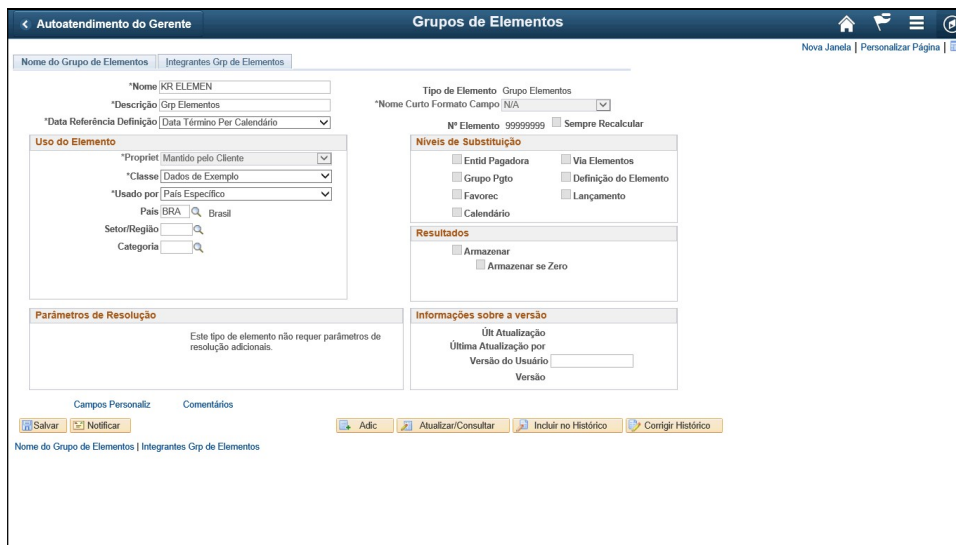 Autoatendimento do Gerente
Grupos de Elementos
Nova Janela | Personalizar Página |
Nome do Grupo de Elementos
Integrantes Grp de Elementos
*Nome KR ELEMEN
Tipo de Elemento Grupo Elementos
*Descrição Grp Elementos
*Nome Curto Formato Campo N/A
*Data Referência Definição Data Término Per Calendário
Nº Elemento 99999999 Sempre Recalcular
Uso do Elemento
*Propriet Mantido pelo Cliente
*Classe Dados de Exemplo
*Usado por País Específico
País BRA Brasil
Setor/Região
Categoria
Níveis de Substituição
Entid Pagadora Via Elementos
Grupo Pgto Definição do Elemento
Favorec Lançamento
Calendário
Resultados
Armazenar
Armazenar se Zero
Parâmetros de Resolução
Este tipo de elemento não requer parâmetros de
resolução adicionais.
Informações sobre a versão
Últ Atualização
Última Atualização por
Versão do Usuário
Versão
Campos Personaliz Comentários
Salvar Notificar Adic Atualizar/Consultar Incluir no Histórico Corrigir Histórico
Nome do Grupo de Elementos | Integrantes Grp de Elementos